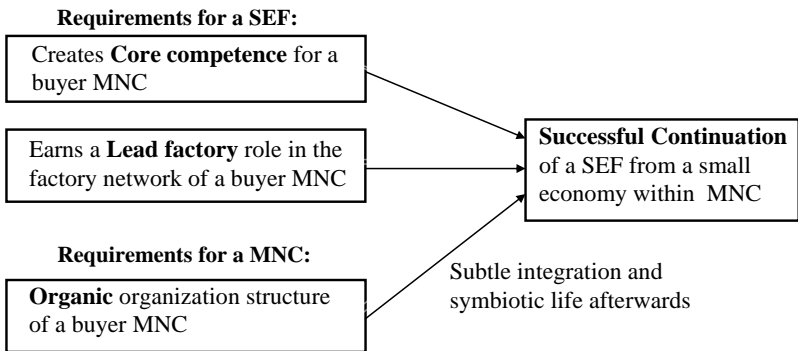 Requirements for a SEF:
Creates Core competence for a
buyer MNC
Earns a Lead factory role in the
factory network of a buyer MNC
Successful Continuation
of a SEF from a small
economy within MNC
Requirements for a MNC:
Organic organization structure
of a buyer MNC
Subtle integration and
symbiotic life afterwards